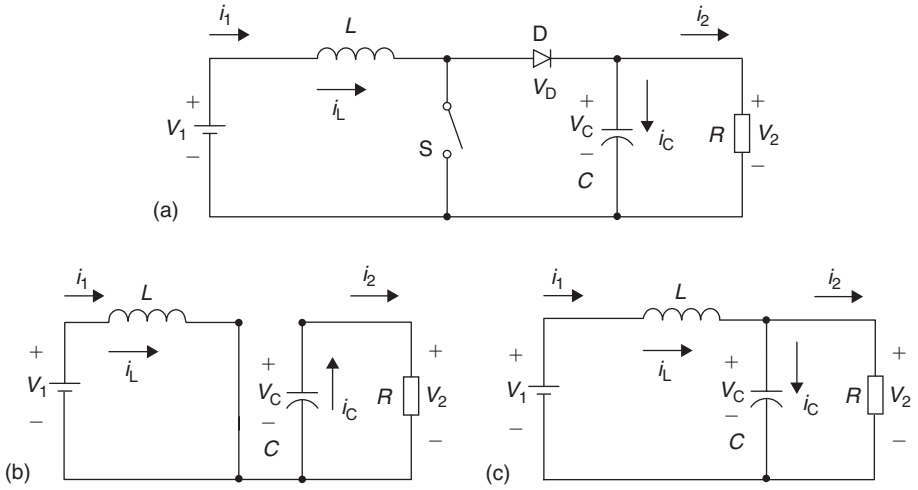 i1 L D i2
+ iL VD + +
V1 S VC iC R V2
− − −
C
(a)
i1 L i2
+ iL + +
V1 VC iC R V2
− − −
C
(b)
i1 L i2
+ iL + +
V1 VC iC R V2
− − −
C
(c)